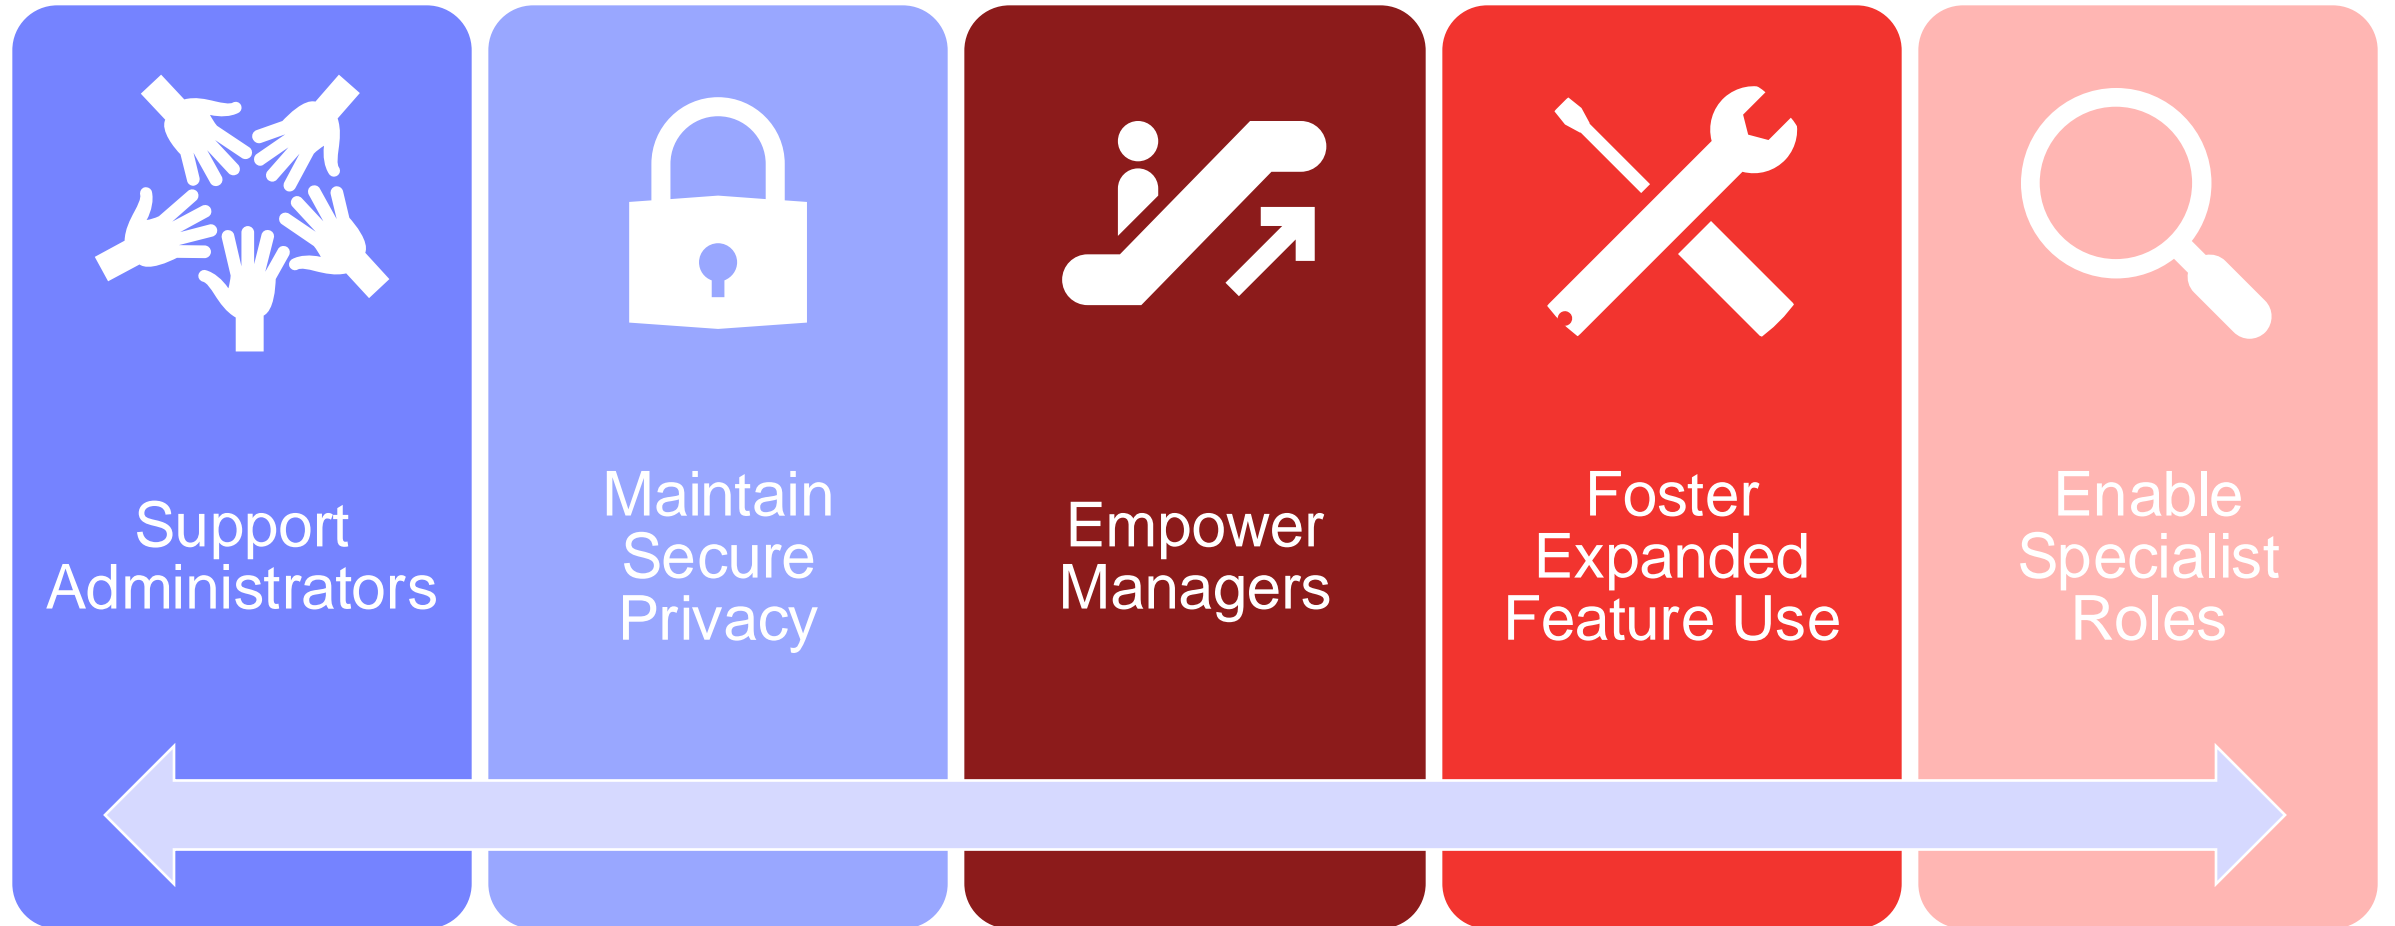 Support
Administrators
Maintain
Secure
Privacy
Empower
Managers
Foster
Expanded
Feature Use
Enable
Specialist
Roles